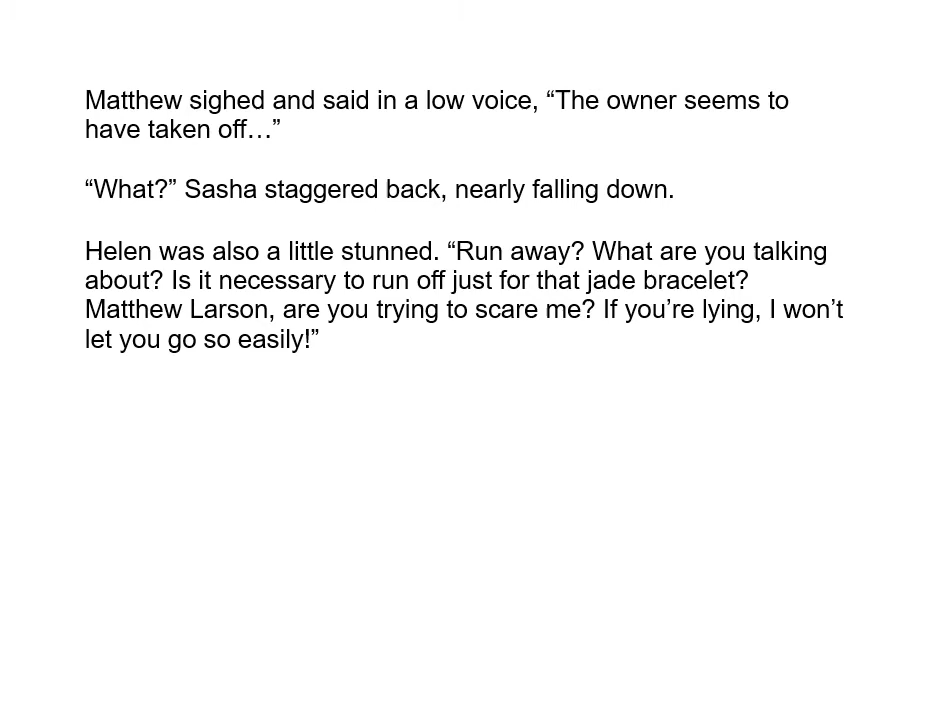 Matthew sighed and said in a low voice, “The owner seems to
have taken off…”
“What?” Sasha staggered back, nearly falling down.
Helen was also a little stunned. “Run away? What are you talking
about? Is it necessary to run off just for that jade bracelet?
Matthew Larson, are you trying to scare me? If you’re lying, I won’t
let you go so easily!”